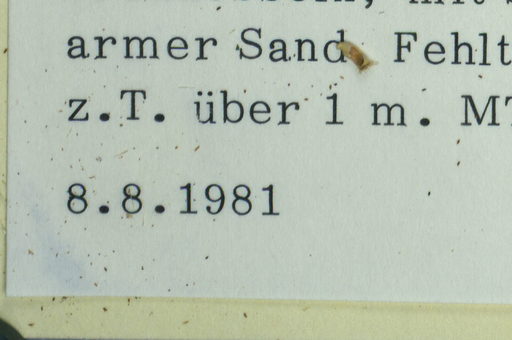 armer Sand. Fehlt
z.T. über 1 m.
8.8.1981